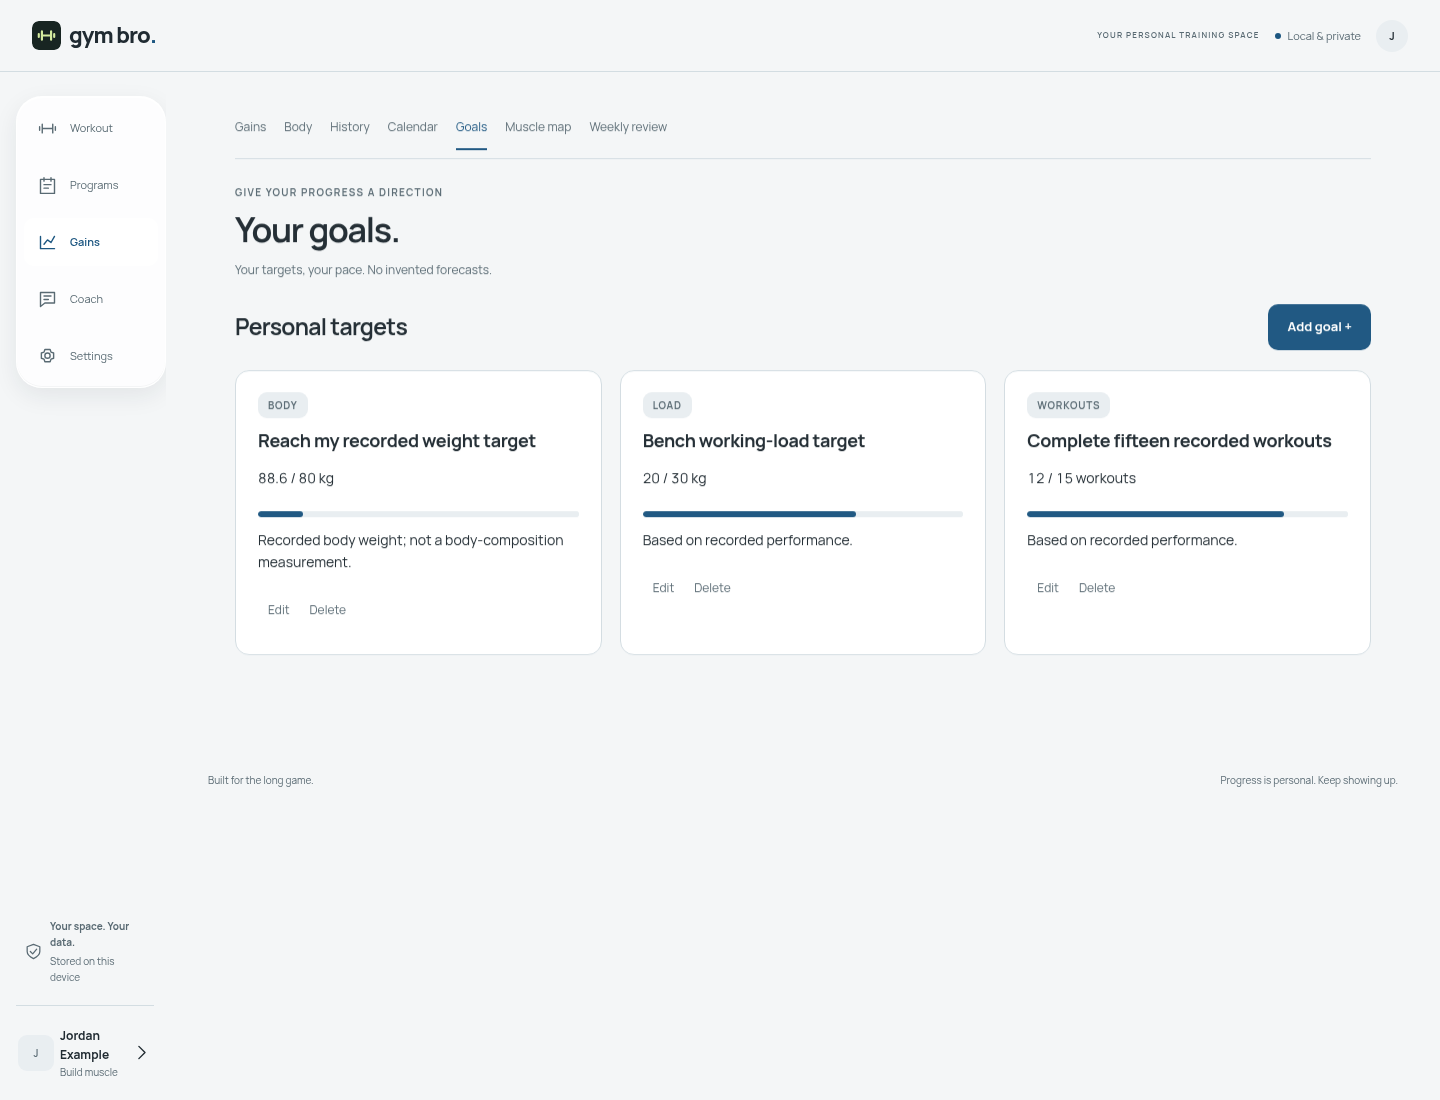 gym bro.
YOUR PERSONAL TRAINING SPACE
Local & private
J
Workout
Programs
Gains
Coach
Settings
Gains Body History Calendar Goals Muscle map Weekly review
GIVE YOUR PROGRESS A DIRECTION
Your goals.
Your targets, your pace. No invented forecasts.
Personal targets
Add goal +
BODY
Reach my recorded weight target
88.6 / 80 kg
Recorded body weight; not a body-composition
measurement.
Edit Delete
LOAD
Bench working-load target
20 / 30 kg
Based on recorded performance.
Edit Delete
WORKOUTS
Complete fifteen recorded workouts
12 / 15 workouts
Based on recorded performance.
Edit Delete
Built for the long game.
Progress is personal. Keep showing up.
Your space. Your
data.
Stored on this
device
J
Jordan
Example
Build muscle